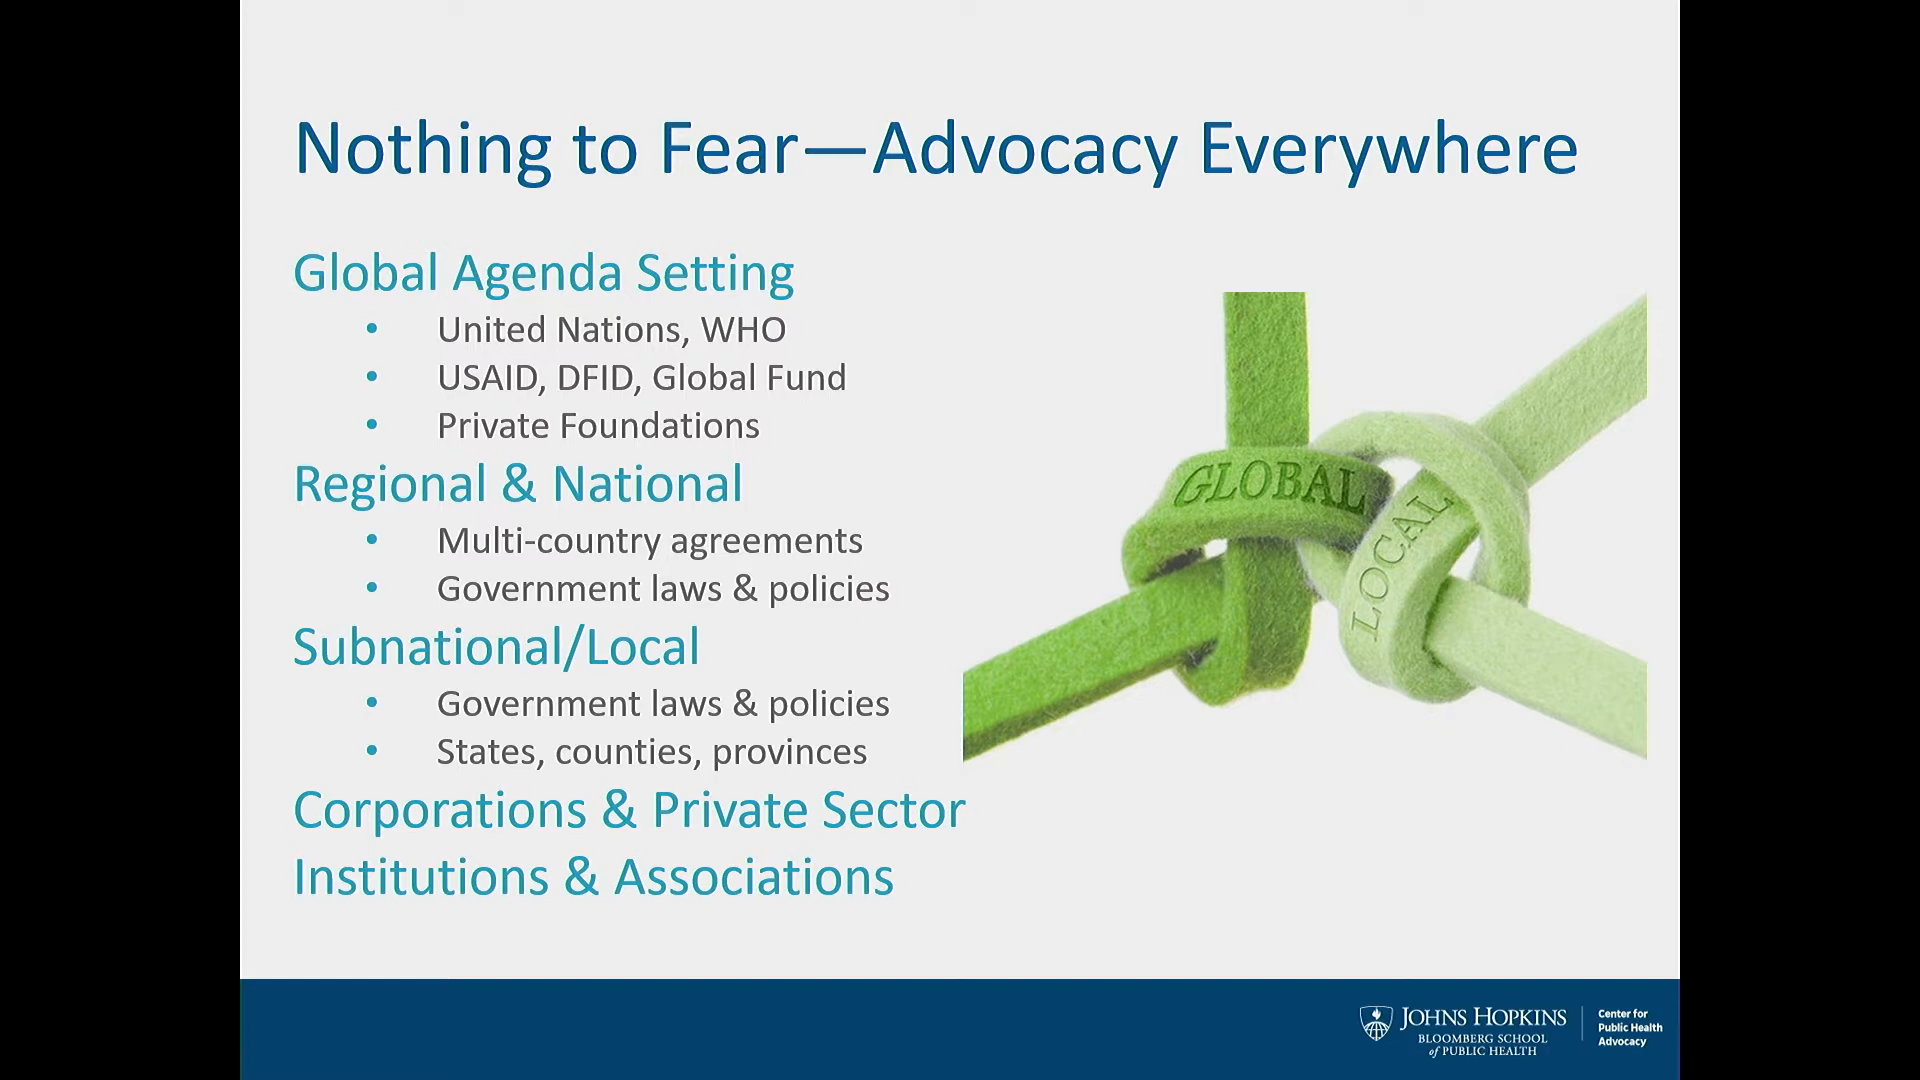 Nothing to Fear—Advocacy Everywhere
Global Agenda Setting
• United Nations, WHO
• USAID, DFID, Global Fund
• Private Foundations
Regional & National
• Multi-country agreements
• Government laws & policies
Subnational/Local
• Government laws & policies
• States, counties, provinces
Corporations & Private Sector
Institutions & Associations
GLOBAL
LOCAL
JOHNS HOPKINS
BLOOMBERG SCHOOL
of PUBLIC HEALTH
Center for
Public Health
Advocacy